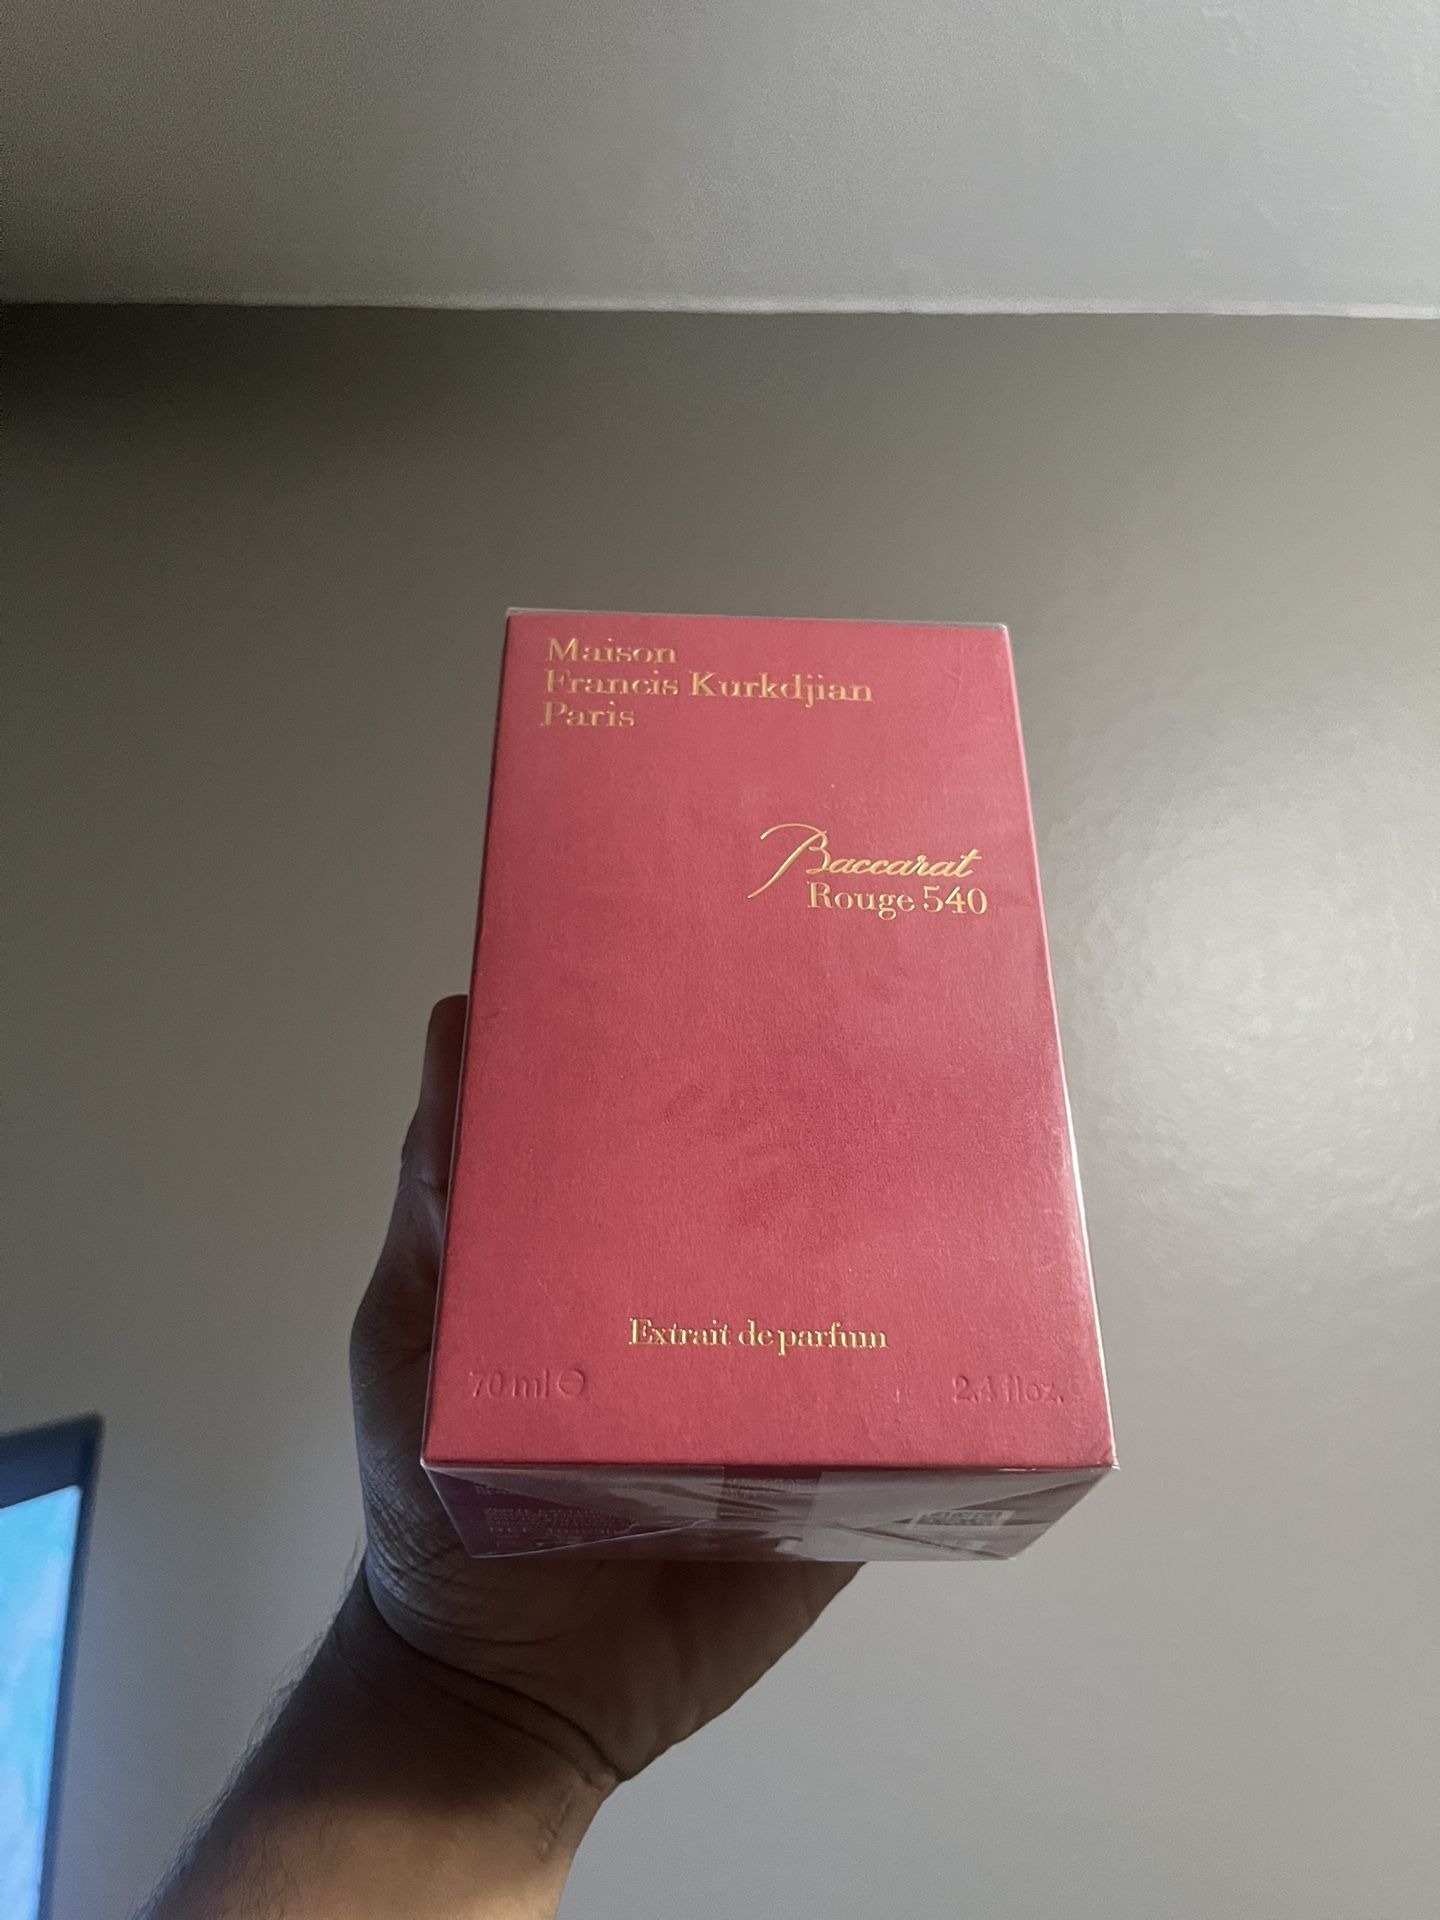 Maison
Francis Kurkdjian
Paris
Baccarat
Rouge 540
Extrait de parfum
70 ml ℮ 2.4 fl oz.